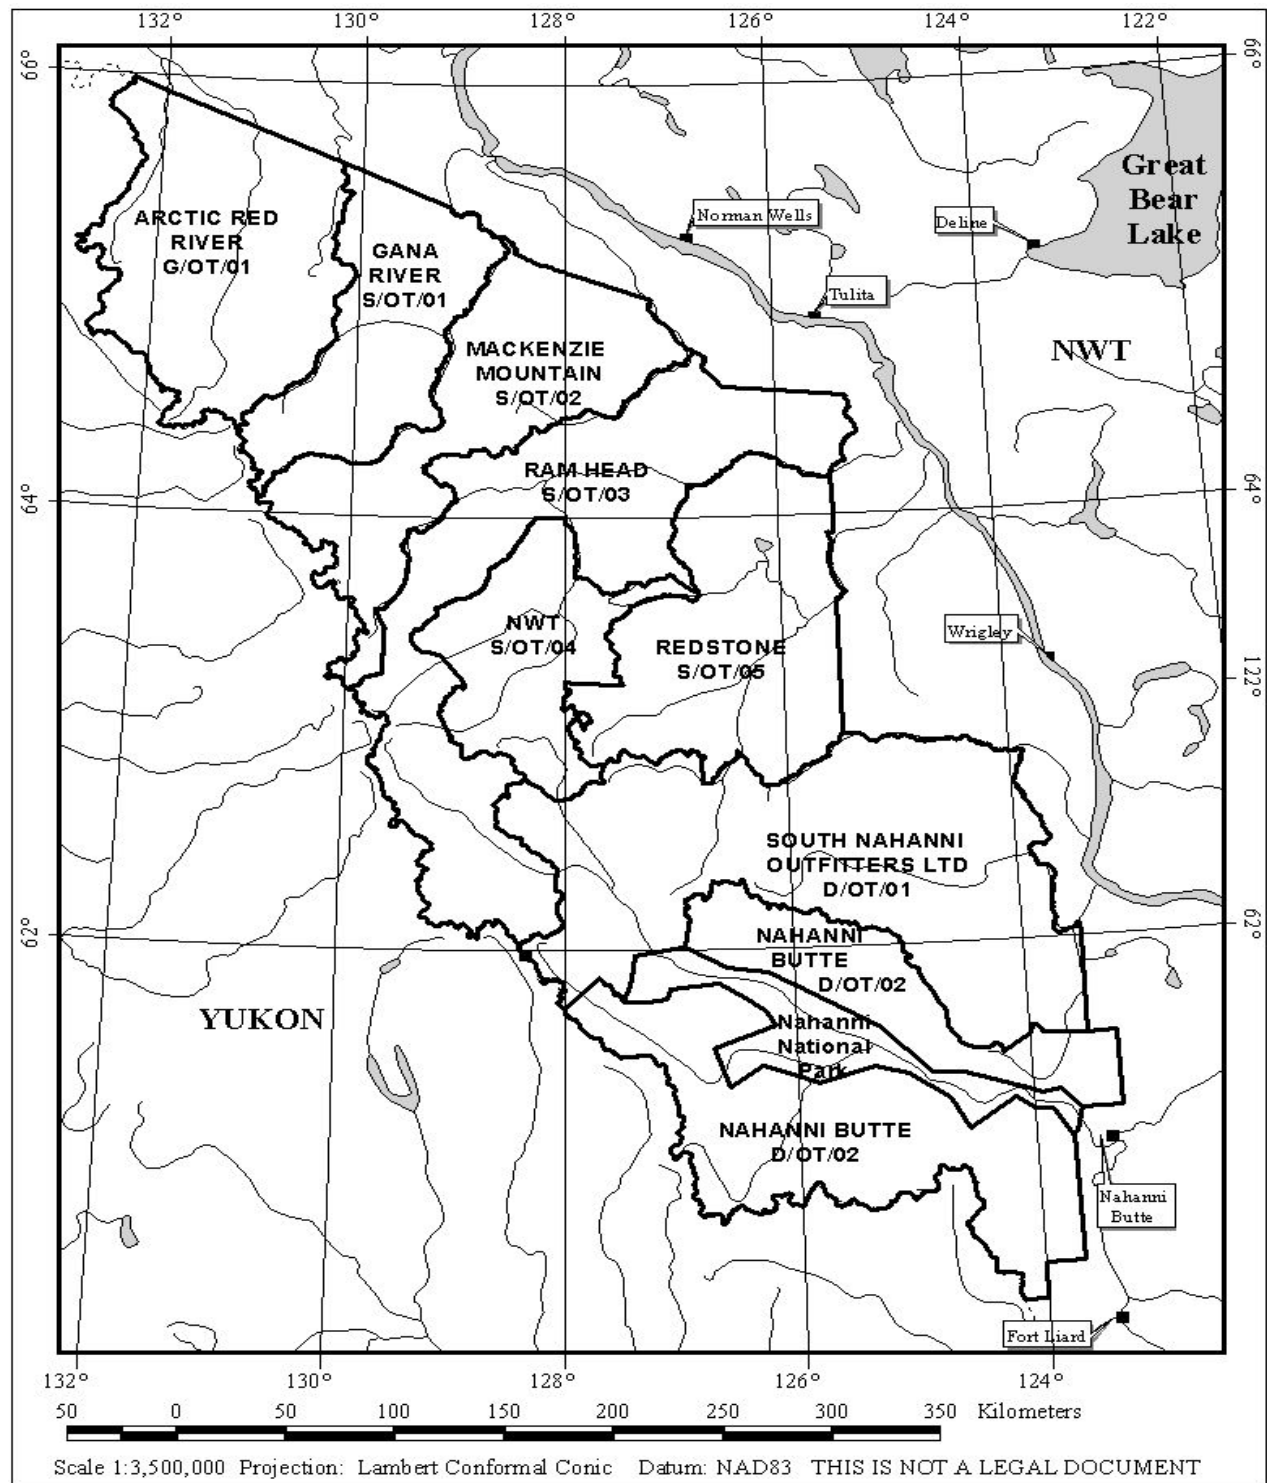 132° 130° 128° 126° 124° 122°
66°
66°
Great
Bear
Lake
ARCTIC RED
RIVER
G/OT/01
Norman Wells
Deline
GANA
RIVER
S/OT/01
Tulita
MACKENZIE
MOUNTAIN
S/OT/02
NWT
RAM HEAD
S/OT/03
64°
64°
NWT
S/OT/04
Wrigley
REDSTONE
S/OT/05
122°
SOUTH NAHANNI
OUTFITTERS LTD
D/OT/01
62°
62°
NAHANNI
BUTTE
D/OT/02
YUKON
Nahanni
National
Park
NAHANNI BUTTE
D/OT/02
Nahanni
Butte
Fort Liard
132° 130° 128° 126° 124°
50 0 50 100 150 200 250 300 350 Kilometers
Scale 1:3,500,000 Projection: Lambert Conformal Conic Datum: NAD83 THIS IS NOT A LEGAL DOCUMENT